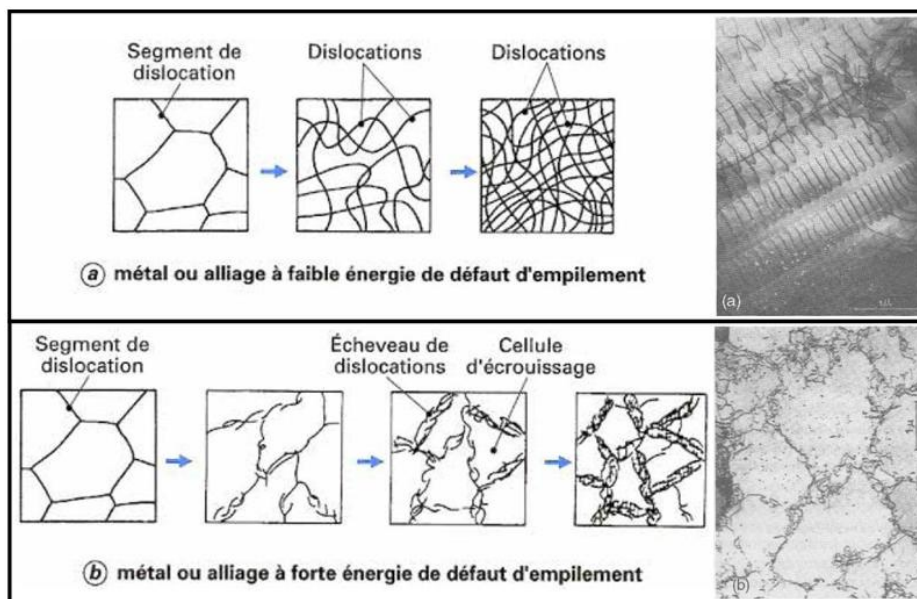 Segment de
dislocation
Dislocations
Dislocations
ⓐ métal ou alliage à faible énergie de défaut d'empilement
(a)
Segment de
dislocation
Écheveau de
dislocations
Cellule
d'écrouissage
ⓑ métal ou alliage à forte énergie de défaut d'empilement
(b)